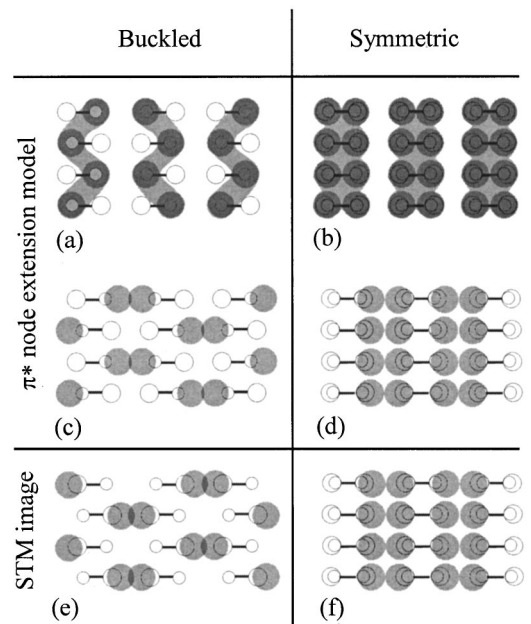 Buckled
Symmetric
π* node extension model
(a)
(b)
(c)
(d)
STM image
(e)
(f)